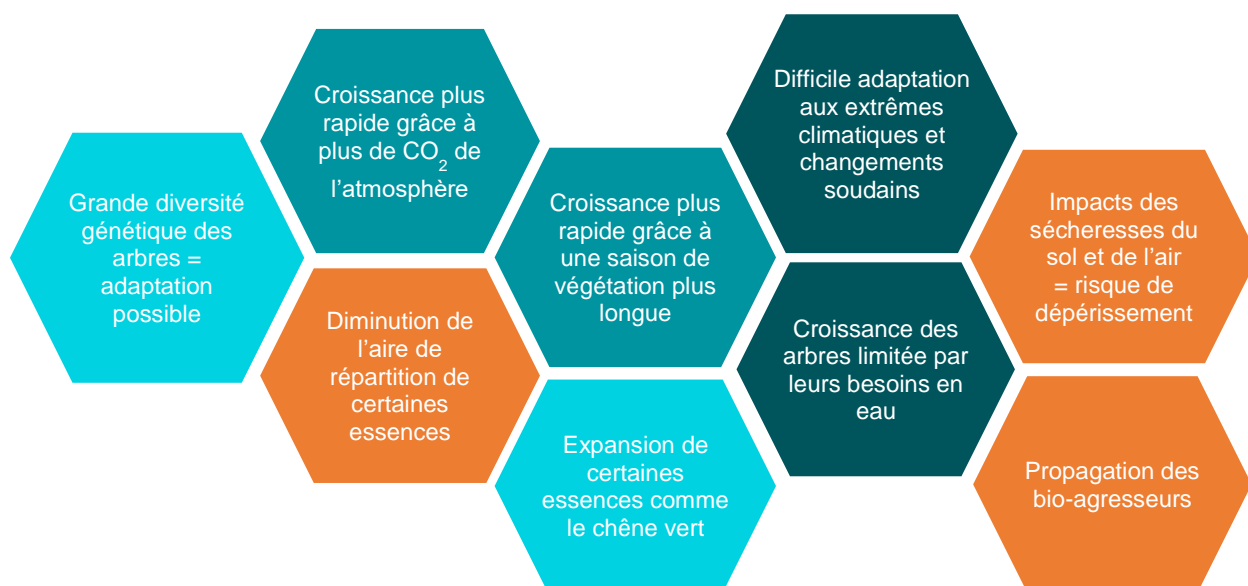 Grande diversité
génétique des
arbres =
adaptation
possible
Croissance plus
rapide grâce à
plus de CO₂ de
l’atmosphère
Diminution de
l’aire de
répartition de
certaines
essences
Croissance plus
rapide grâce à
une saison de
végétation plus
longue
Expansion de
certaines
essences comme
le chêne vert
Difficile adaptation
aux extrêmes
climatiques et
changements
soudains
Croissance des
arbres limitée par
leurs besoins en
eau
Impacts des
sécheresses du
sol et de l’air
= risque de
dépérissement
Propagation des
bio-agresseurs